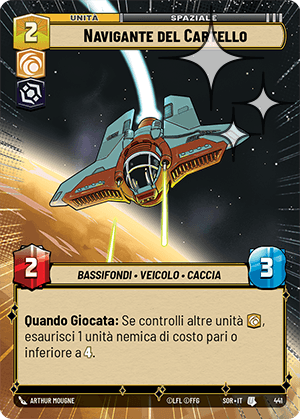 UNITÀ SPAZIALE
2 NAVIGANTE DEL CARTELLO
2 3
BASSIFONDI • VEICOLO • CACCIA
Quando Giocata: Se controlli altre unità ,
esaurisci 1 unità nemica di costo pari o
inferiore a 4.
ARTHUR MOUGNE ©LFL ©FFG SOR • IT U 441